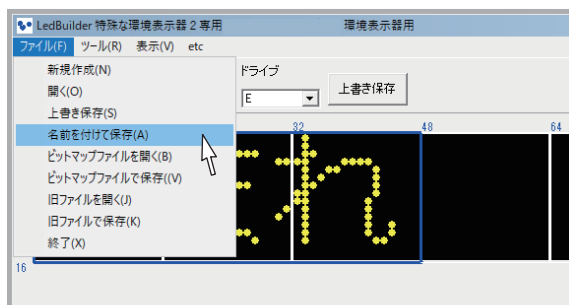 LedBuilder 特殊な環境表示器２専用 環境表示器用
ファイル(F) ツール(R) 表示(V) etc
新規作成(N)
開く(O)
上書き保存(S)
名前を付けて保存(A)
ビットマップファイルを開く(B)
ビットマップファイルで保存((V)
旧ファイルを開く(J)
旧ファイルで保存(K)
終了(X)
ドライブ
E
上書き保存
32 48 64
れ
16